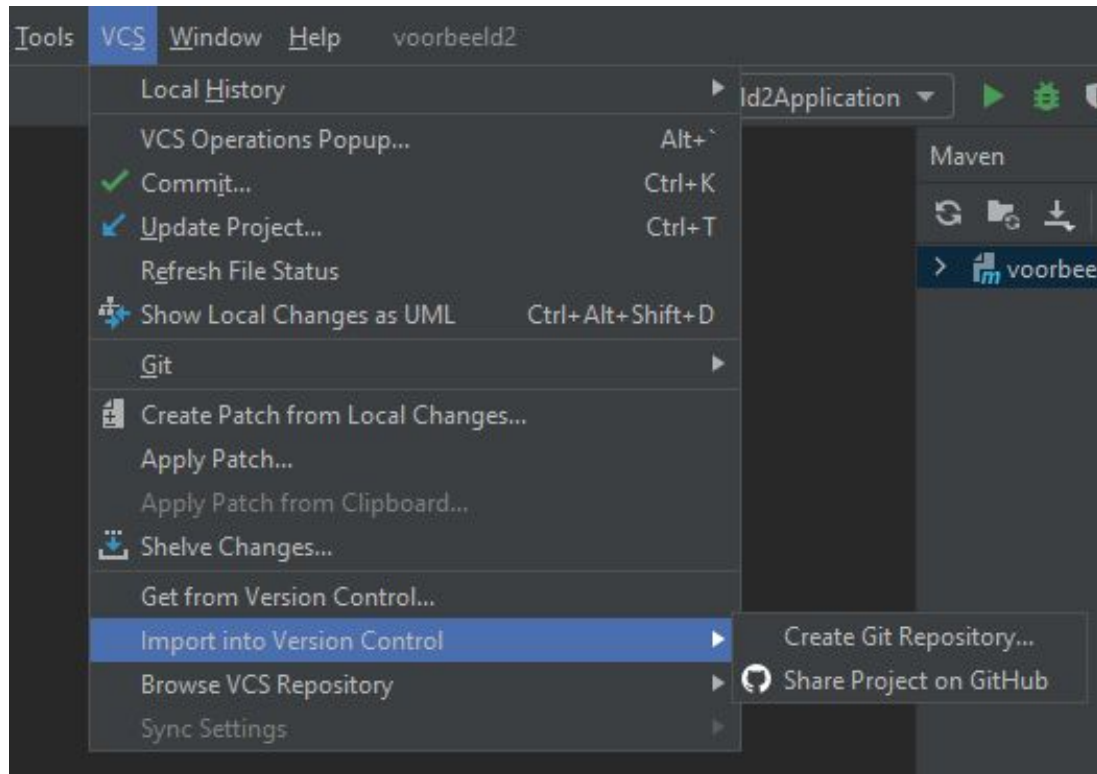 Tools VCS Window Help voorbeeld2
Local History
ld2Application
VCS Operations Popup... Alt+`
Maven
Commit... Ctrl+K
Update Project... Ctrl+T
Refresh File Status
voorbee
Show Local Changes as UML Ctrl+Alt+Shift+D
Git
Create Patch from Local Changes...
Apply Patch...
Apply Patch from Clipboard...
Shelve Changes...
Get from Version Control...
Import into Version Control
Create Git Repository...
Browse VCS Repository
Share Project on GitHub
Sync Settings